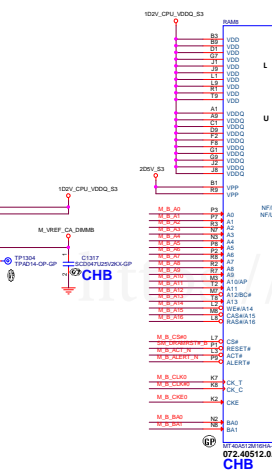 1D2V_CPU_VDDQ_S3
RAM8
B3 VDD
B9 VDD
D1 VDD
G7 VDD
J1 VDD
J9 VDD
L1 VDD
L9 VDD
R1 VDD
T9 VDD
L
A1 VDDQ
A9 VDDQ
C1 VDDQ
D9 VDDQ
F2 VDDQ
F8 VDDQ
G1 VDDQ
G9 VDDQ
J2 VDDQ
J8 VDDQ
U
2D5V_S3
B1 VPP
R9 VPP
1D2V_CPU_VDDQ_S3
M_VREF_CA_DIMMB
TP1304
TPAD14-OP-GP
C1317
SCD047U25V2KX-GP
CHB
M_B_A0 P3 A0
M_B_A1 P7 A1
M_B_A2 R3 A2
M_B_A3 N7 A3
M_B_A4 N3 A4
M_B_A5 P8 A5
M_B_A6 P2 A6
M_B_A7 R8 A7
M_B_A8 R2 A8
M_B_A9 R7 A9
M_B_A10 M3 A10/AP
M_B_A11 T2 A11
M_B_A12 M7 A12/BC#
M_B_A13 T8 A13
M_B_A14 L2 WE#/A14
M_B_A15 M8 CAS#/A15
M_B_A16 L8 RAS#/A16
NF/
NF/L
M_B_CS#0 L7 CS#
RESET#
M_B_ACT_N L3 ACT#
M_B_ALERT_N P9 ALERT#
M_B_CLK0 K7 CK_T
M_B_CLK#0 K8 CK_C
M_B_CKE0 K2 CKE
M_B_BA0 N2 BA0
M_B_BA1 N8 BA1
GP
MT40A512M16HA-
072.40512.0
CHB